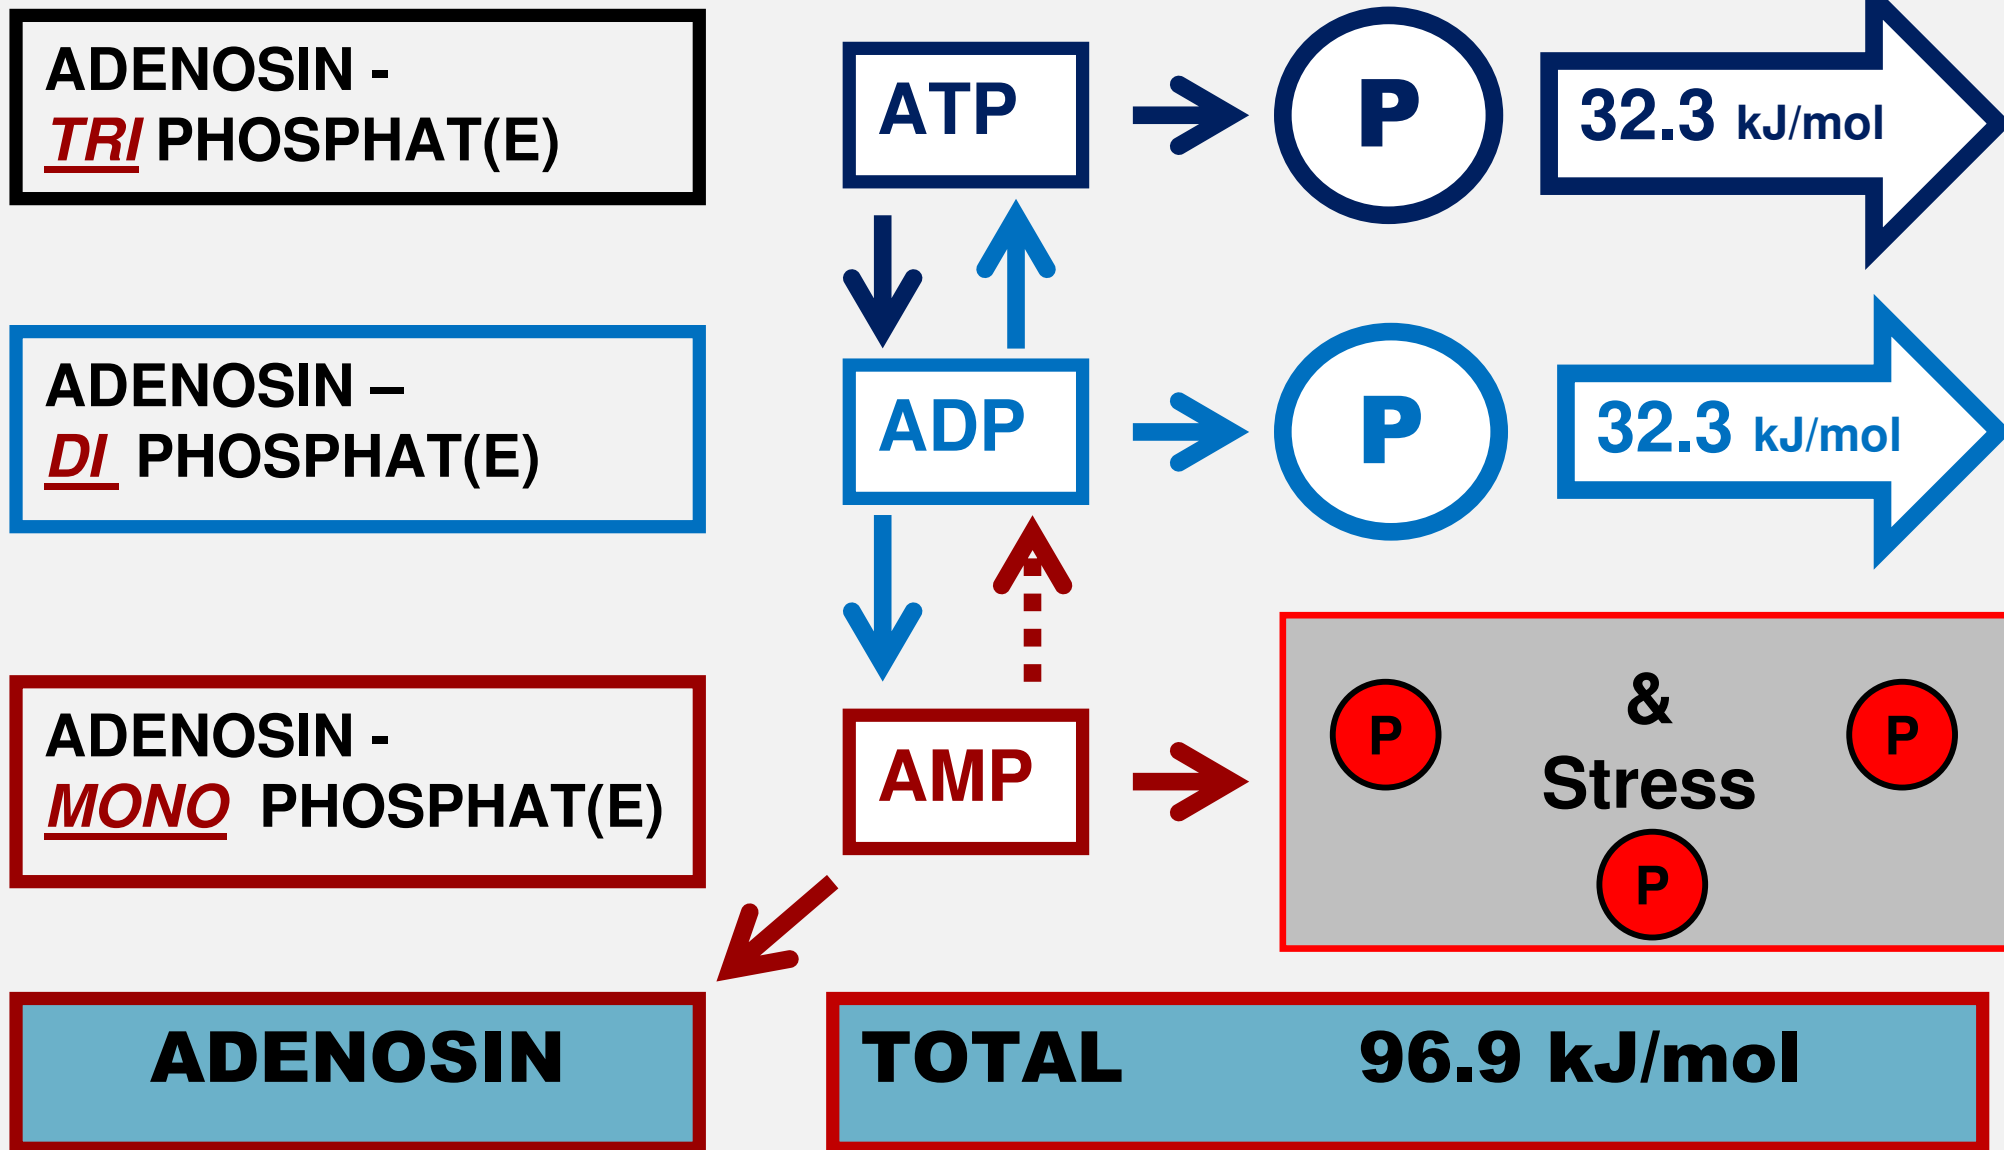 ADENOSIN -
TRI PHOSPHAT(E)
ATP
P
32.3 kJ/mol
ADENOSIN –
DI PHOSPHAT(E)
ADP
P
32.3 kJ/mol
ADENOSIN -
MONO PHOSPHAT(E)
AMP
P
&
Stress
P
P
ADENOSIN
TOTAL 96.9 kJ/mol